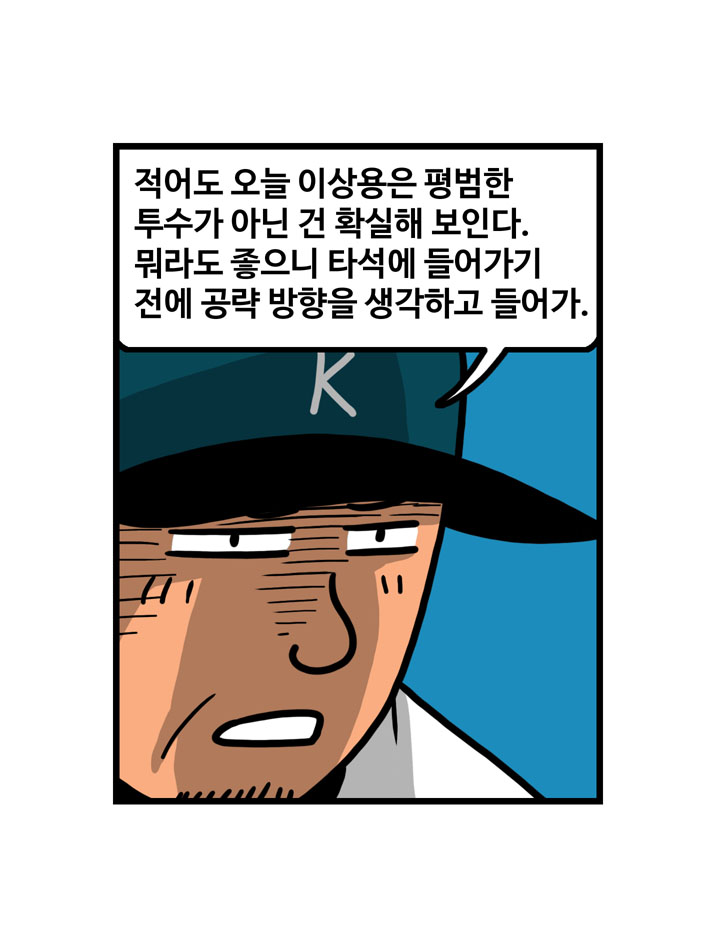 적어도 오늘 이상용은 평범한
투수가 아닌 건 확실해 보인다.
뭐라도 좋으니 타석에 들어가기
전에 공략 방향을 생각하고 들어가.
K